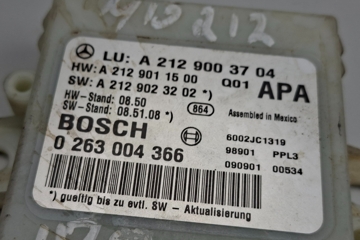 212
LU: A 212 900 37 04
HW: A 212 901 15 00 Q01 APA
SW: A 212 902 32 02 *)
HW-Stand: 08.50
SW-Stand: 08.51.08 *) 864 Assembled in Mexico
BOSCH 6002JC1319
0 263 004 366 98901 PPL3
090901 00534
*) gueltig bis zu evtl. SW - Aktualisierung